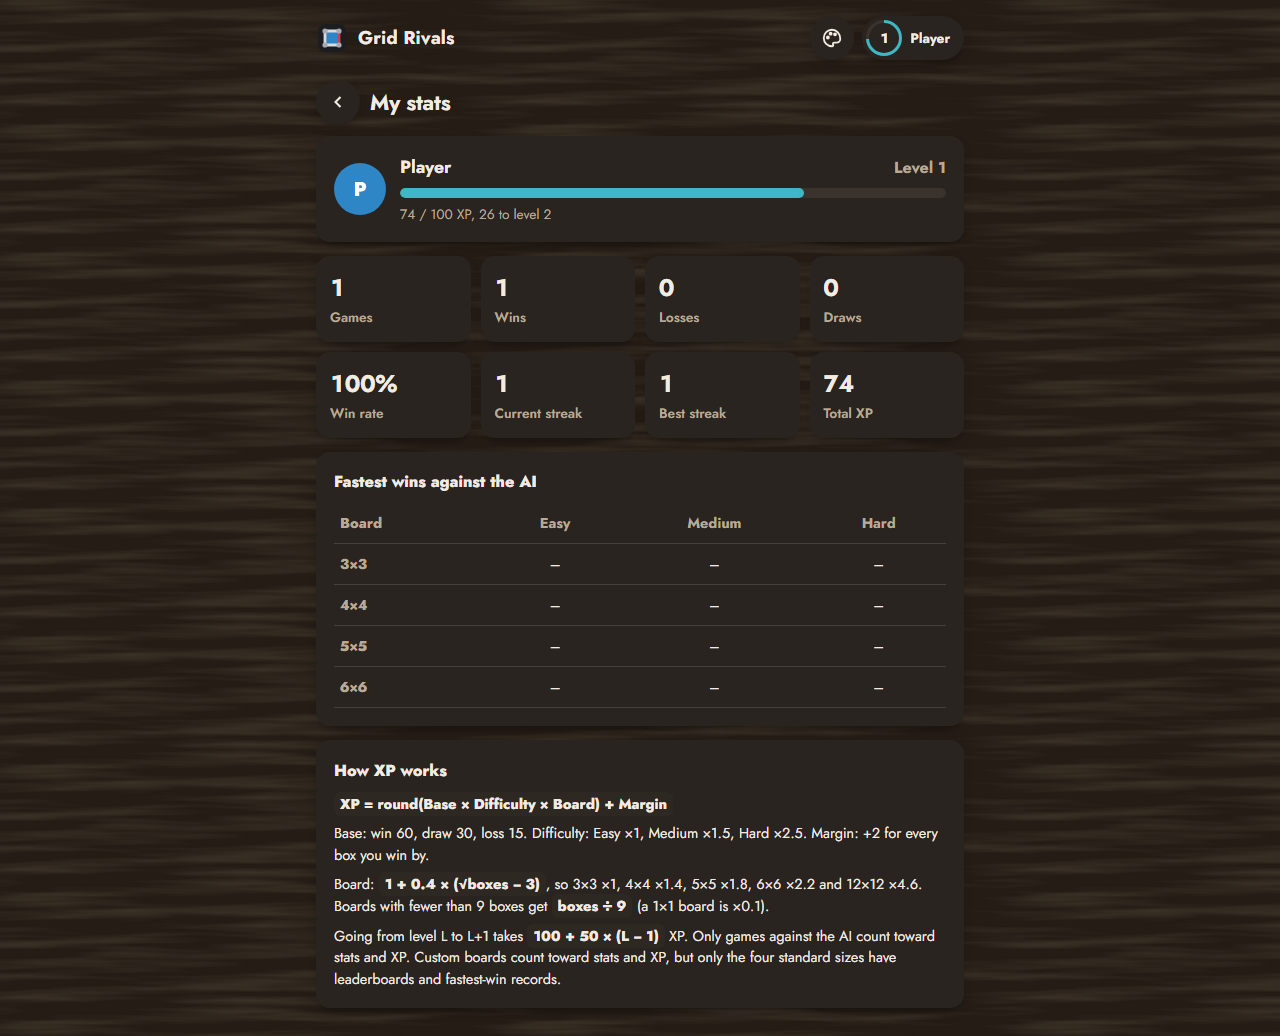 Grid Rivals
1 Player
My stats
P
Player
Level 1
74 / 100 XP, 26 to level 2
1
Games
1
Wins
0
Losses
0
Draws
100%
Win rate
1
Current streak
1
Best streak
74
Total XP
Fastest wins against the AI
Board Easy Medium Hard
3×3 – – –
4×4 – – –
5×5 – – –
6×6 – – –
How XP works
XP = round(Base × Difficulty × Board) + Margin
Base: win 60, draw 30, loss 15. Difficulty: Easy ×1, Medium ×1.5, Hard ×2.5. Margin: +2 for every
box you win by.
Board: 1 + 0.4 × (√boxes − 3) , so 3×3 ×1, 4×4 ×1.4, 5×5 ×1.8, 6×6 ×2.2 and 12×12 ×4.6.
Boards with fewer than 9 boxes get boxes ÷ 9 (a 1×1 board is ×0.1).
Going from level L to L+1 takes 100 + 50 × (L − 1) XP. Only games against the AI count toward
stats and XP. Custom boards count toward stats and XP, but only the four standard sizes have
leaderboards and fastest-win records.